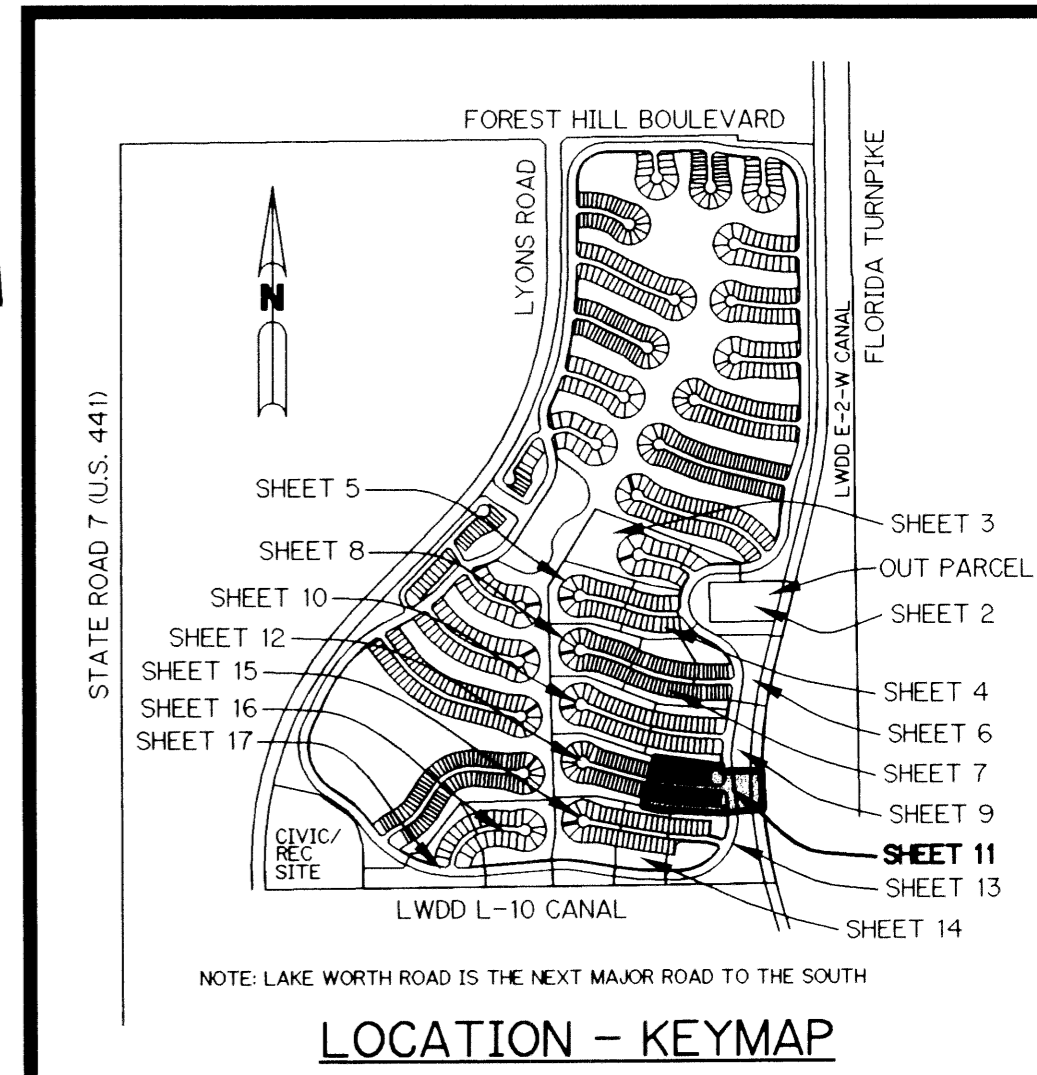 FOREST HILL BOULEVARD
LYONS ROAD
FLORIDA TURNPIKE
N
LWDD E-2-W CANAL
STATE ROAD 7 (U.S. 441)
SHEET 5
SHEET 8
SHEET 10
SHEET 12
SHEET 15
SHEET 16
SHEET 17
SHEET 3
OUT PARCEL
SHEET 2
SHEET 4
SHEET 6
SHEET 7
SHEET 9
SHEET 11
SHEET 13
SHEET 14
CIVIC/
REC
SITE
LWDD L-10 CANAL
NOTE: LAKE WORTH ROAD IS THE NEXT MAJOR ROAD TO THE SOUTH
LOCATION - KEYMAP